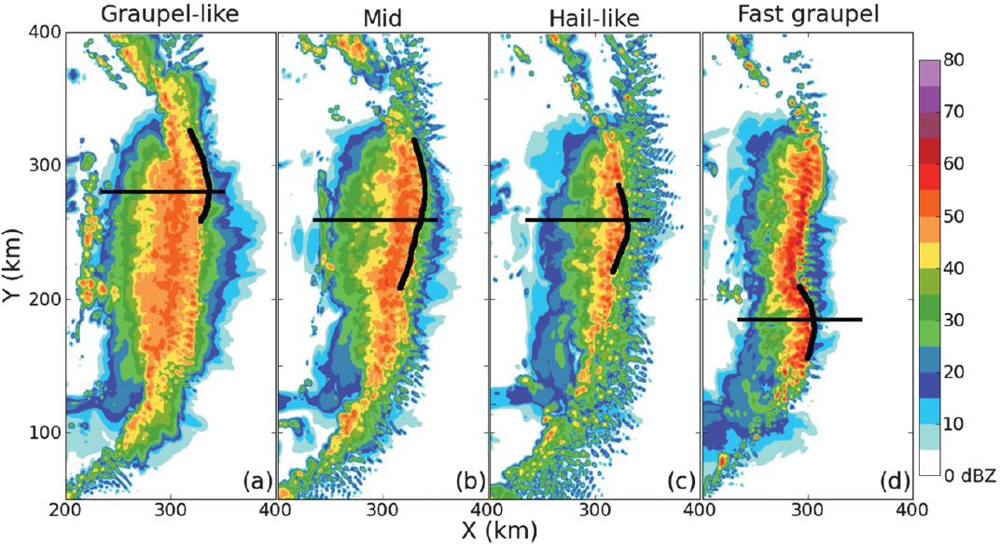 Graupel-like Mid Hail-like Fast graupel
400
300
200
100
Y (km)
(a) (b) (c) (d)
200 300 400 300 400 300 400 300 400
X (km)
80
70
60
50
40
30
20
10
0 dBZ